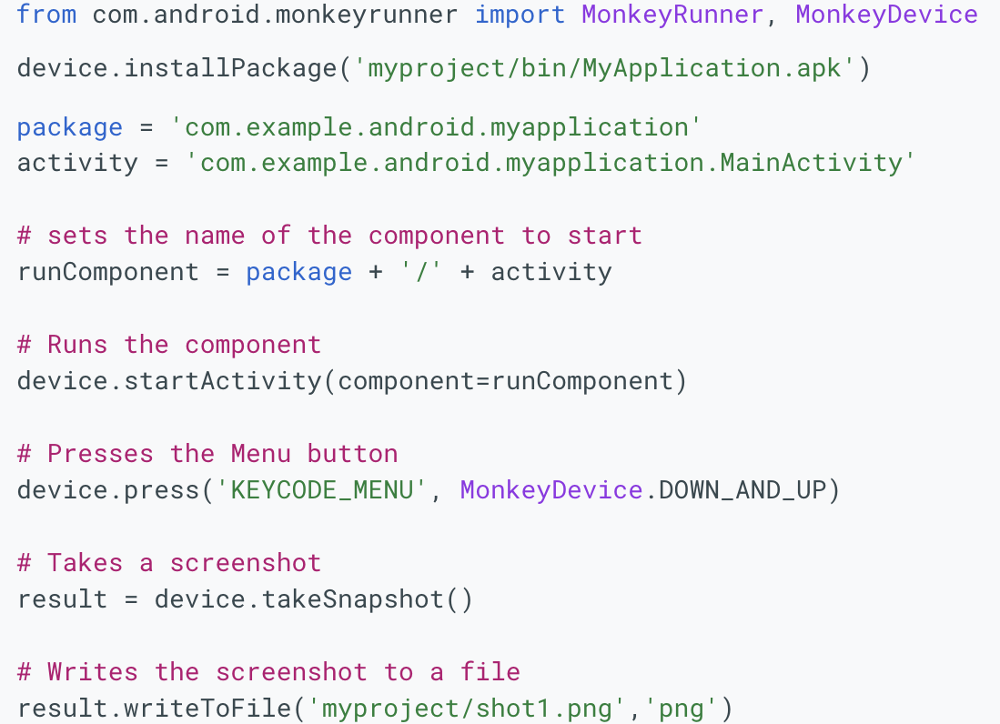 from com.android.monkeyrunner import MonkeyRunner, MonkeyDevice
device.installPackage('myproject/bin/MyApplication.apk')
package = 'com.example.android.myapplication'
activity = 'com.example.android.myapplication.MainActivity'
# sets the name of the component to start
runComponent = package + '/' + activity
# Runs the component
device.startActivity(component=runComponent)
# Presses the Menu button
device.press('KEYCODE_MENU', MonkeyDevice.DOWN_AND_UP)
# Takes a screenshot
result = device.takeSnapshot()
# Writes the screenshot to a file
result.writeToFile('myproject/shot1.png','png')